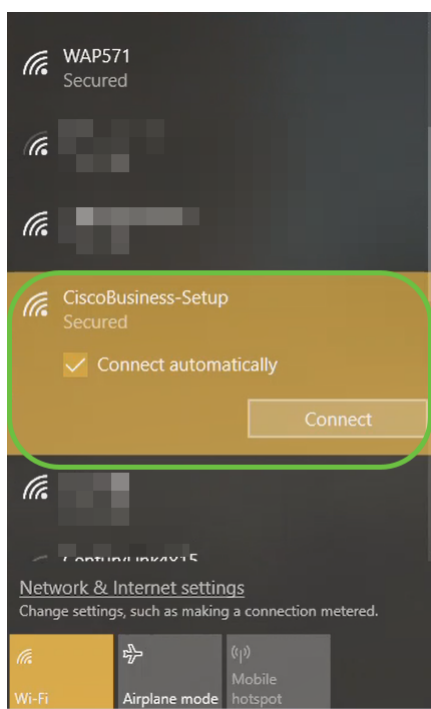 WAP571
Secured
CiscoBusiness-Setup
Secured
Connect automatically
Connect
Network & Internet settings
Change settings, such as making a connection metered.
Wi-Fi
Airplane mode
Mobile
hotspot